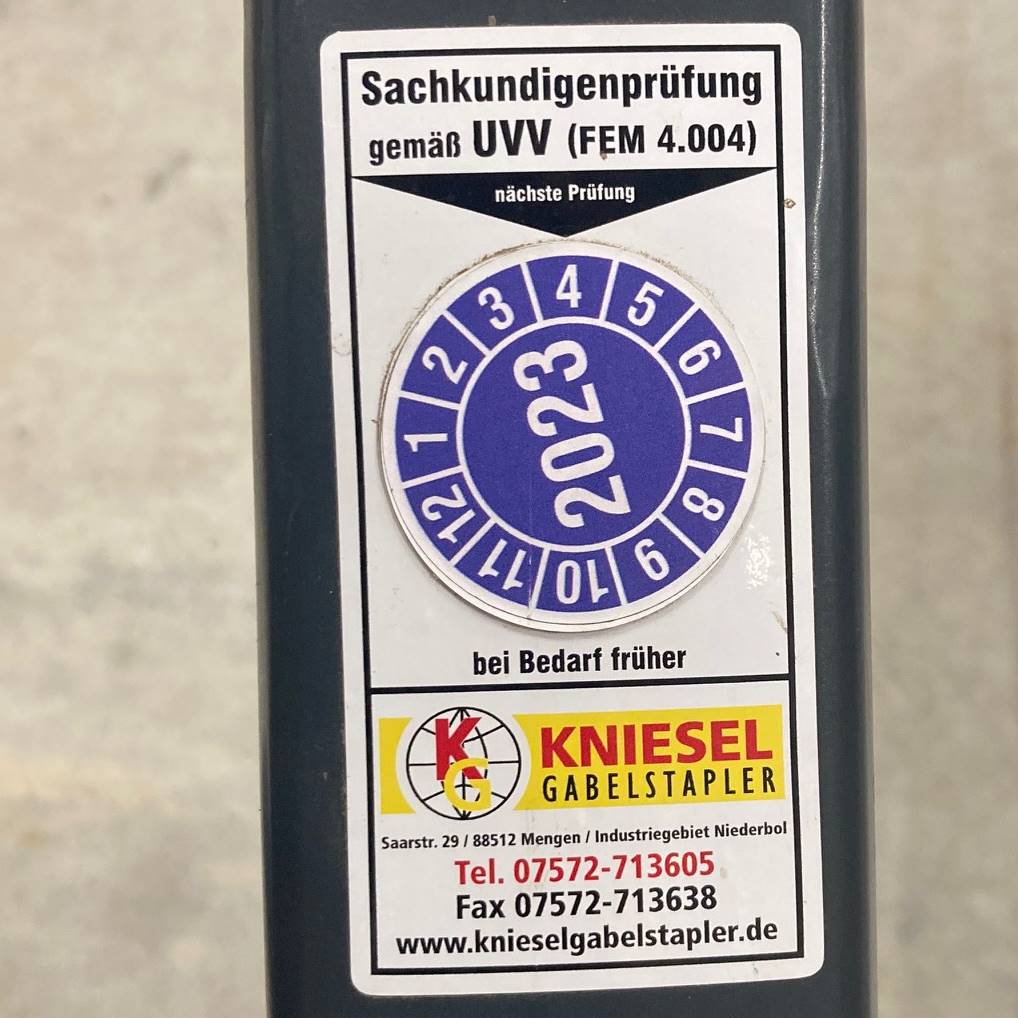 Sachkundigenprüfung
gemäß UVV (FEM 4.004)
nächste Prüfung
1 2 3 4 5 6 7 8 9 10 11 12
2023
bei Bedarf früher
KG
KNIESEL
GABELSTAPLER
Saarstr. 29 / 88512 Mengen / Industriegebiet Niederbol
Tel. 07572-713605
Fax 07572-713638
www.knieselgabelstapler.de